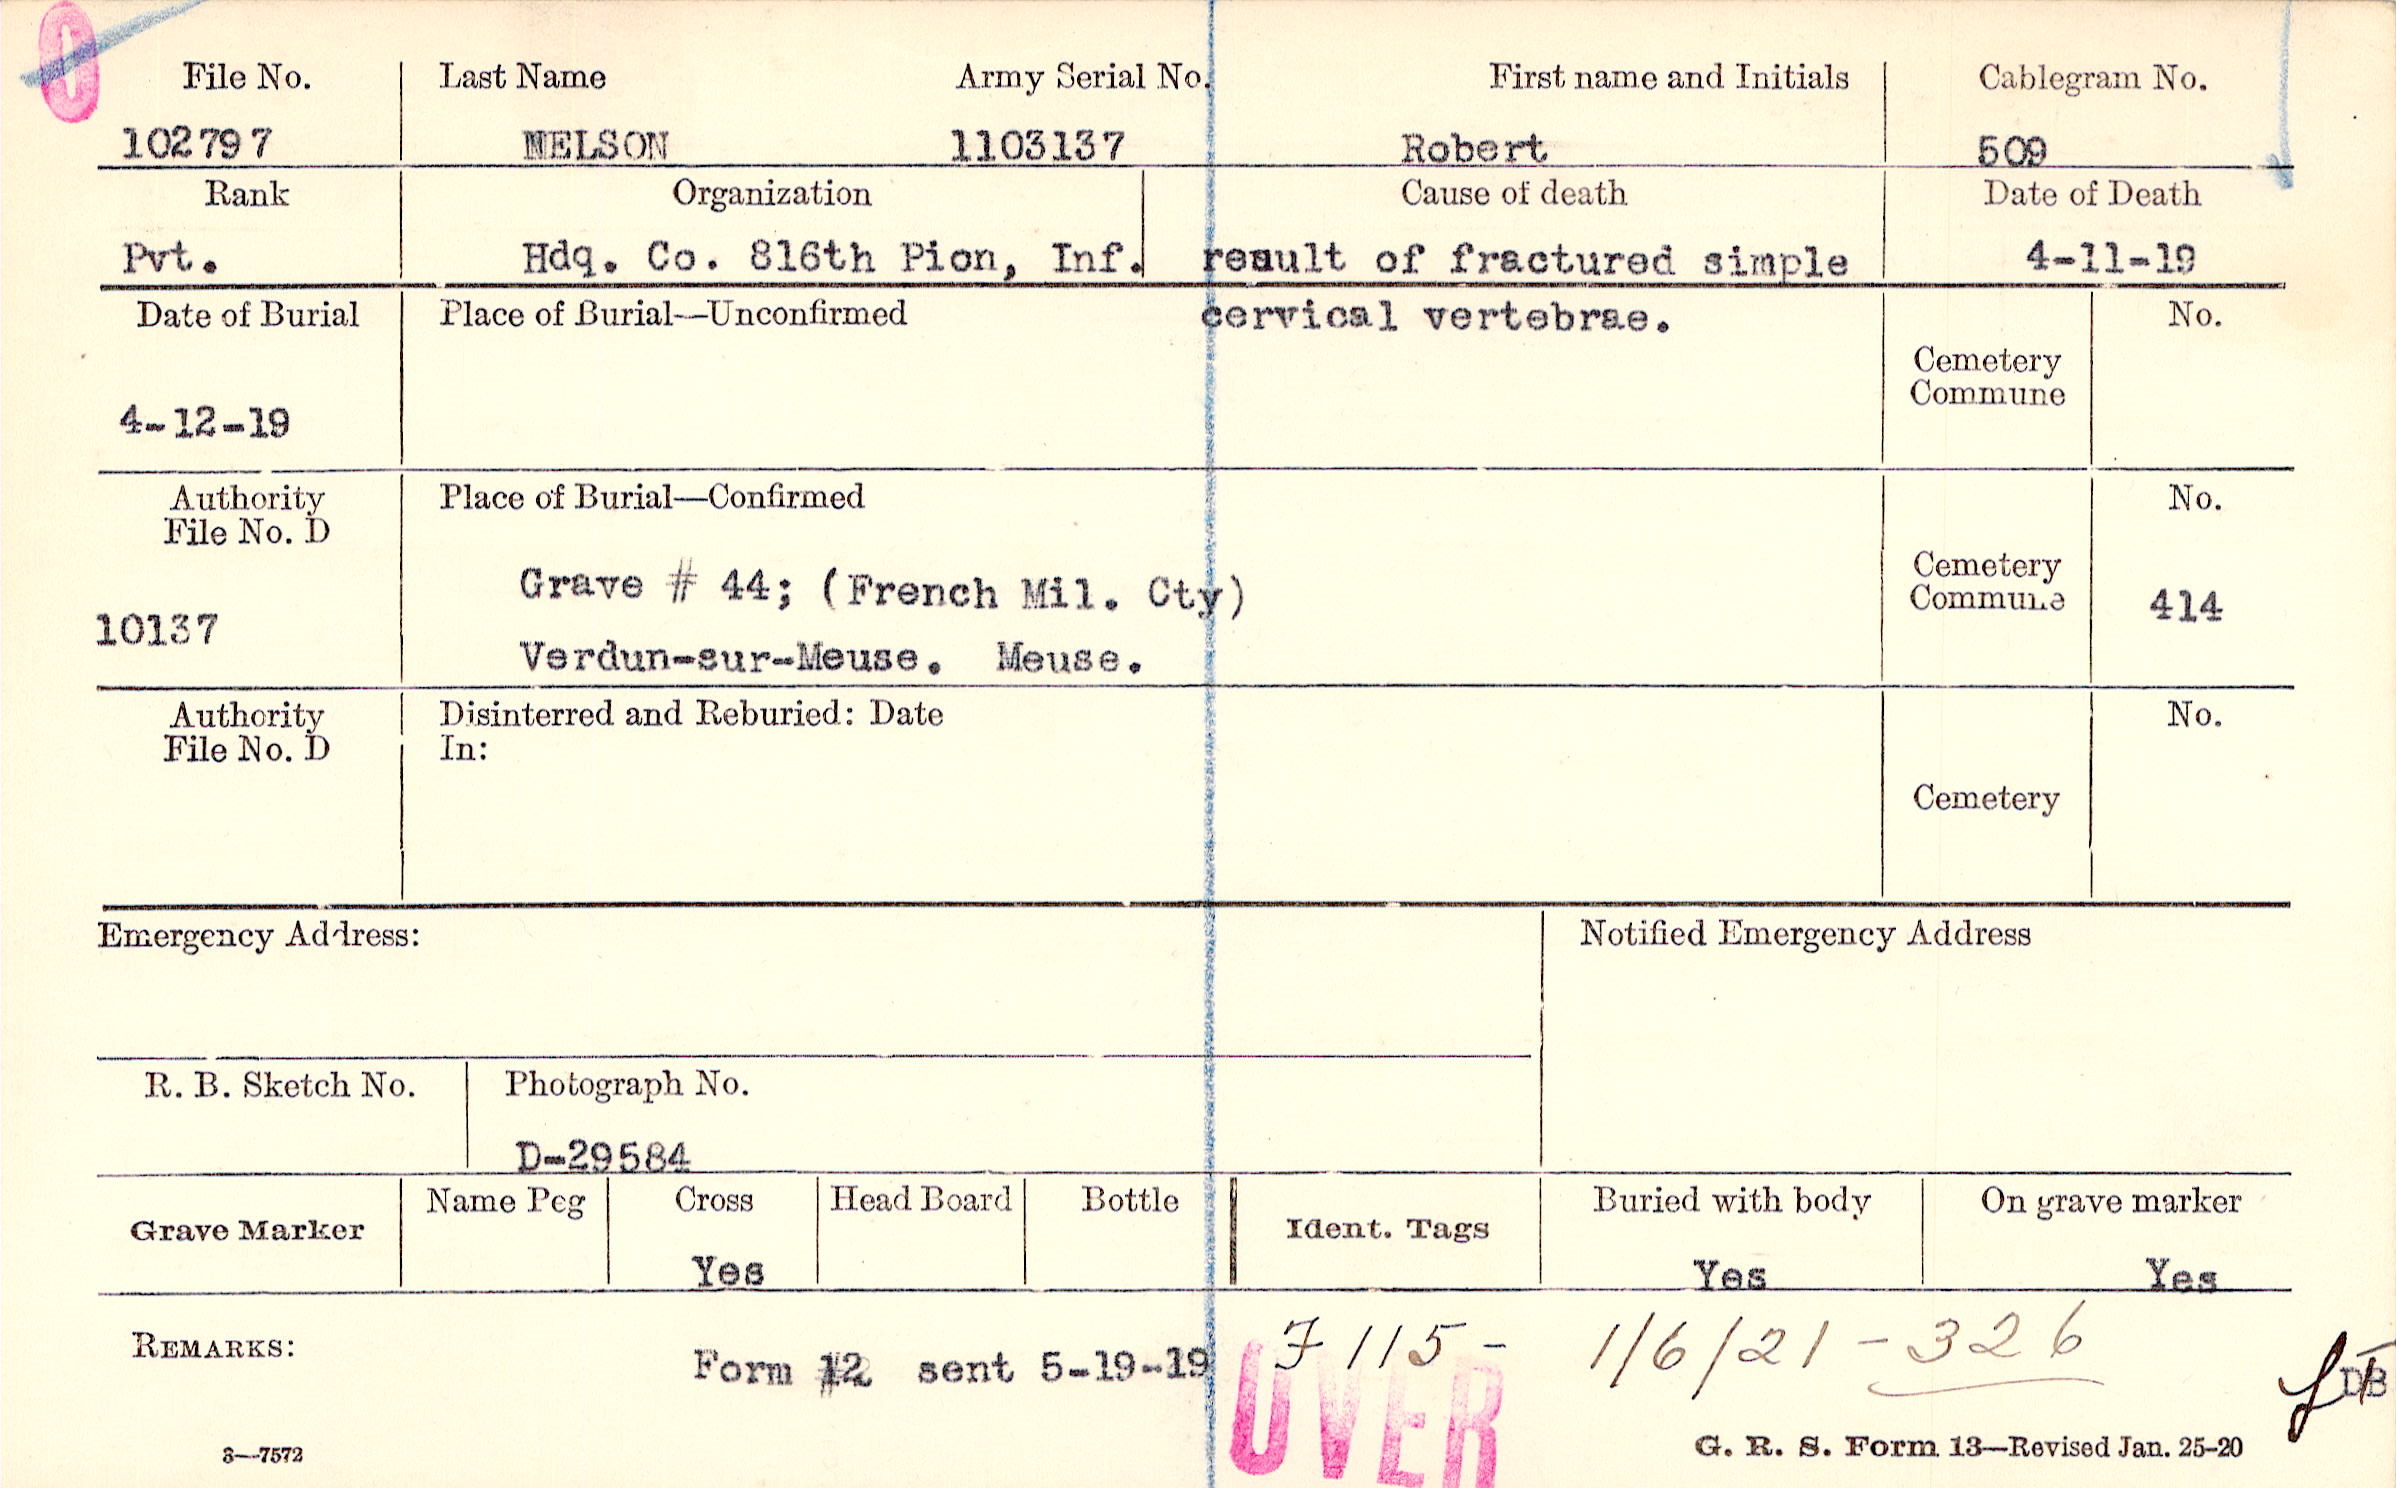 File No. Last Name Army Serial No. First name and Initials Cablegram No.
102797 1103137 Robert 509
Rank Organization Cause of death Date of Death
Pvt. Hdq. Co. 816th Pion, Inf. result of fractured simple 4-11-19
Date of Burial Place of Burial—Unconfirmed cervical vertebrae. No.
Cemetery
Commune
4-12-19
Authority Place of Burial—Confirmed No.
File No. D
Cemetery
Grave # 44; (French Mil. Cty) Commune 414
10137
Verdun-sur-Meuse. Meuse.
Authority Disinterred and Reburied: Date No.
File No. D In:
Cemetery
Emergency Address: Notified Emergency Address
R. B. Sketch No. Photograph No.
D-29584
Grave Marker Name Peg Cross Head Board Bottle Ident. Tags Buried with body On grave marker
Yes Yes Yes
REMARKS: Form 12 sent 5-19-19 F 115 - 1/6/21 - 326
OVER
3—7572 G. R. S. Form 13—Revised Jan. 25-20